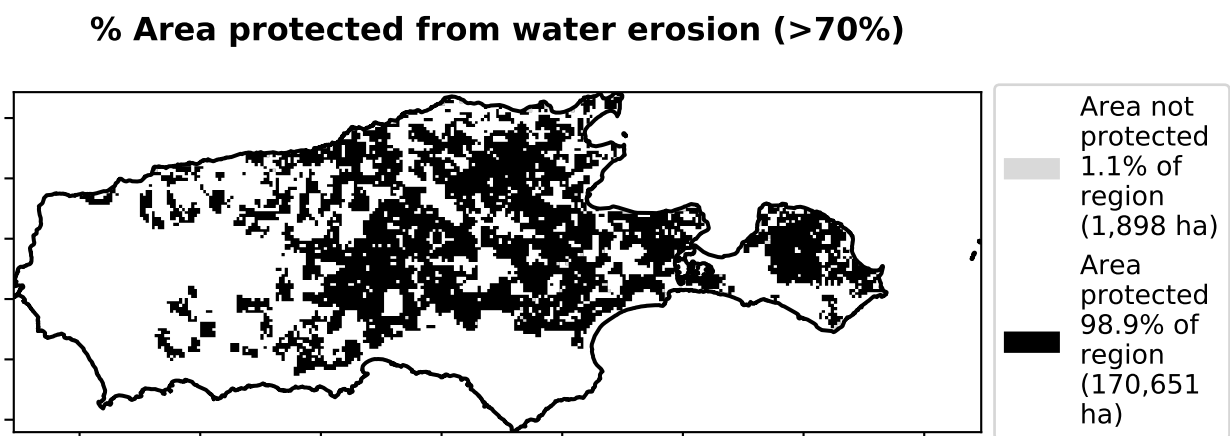 % Area protected from water erosion (>70%)
Area not
protected
1.1% of
region
(1,898 ha)
Area
protected
98.9% of
region
(170,651
ha)